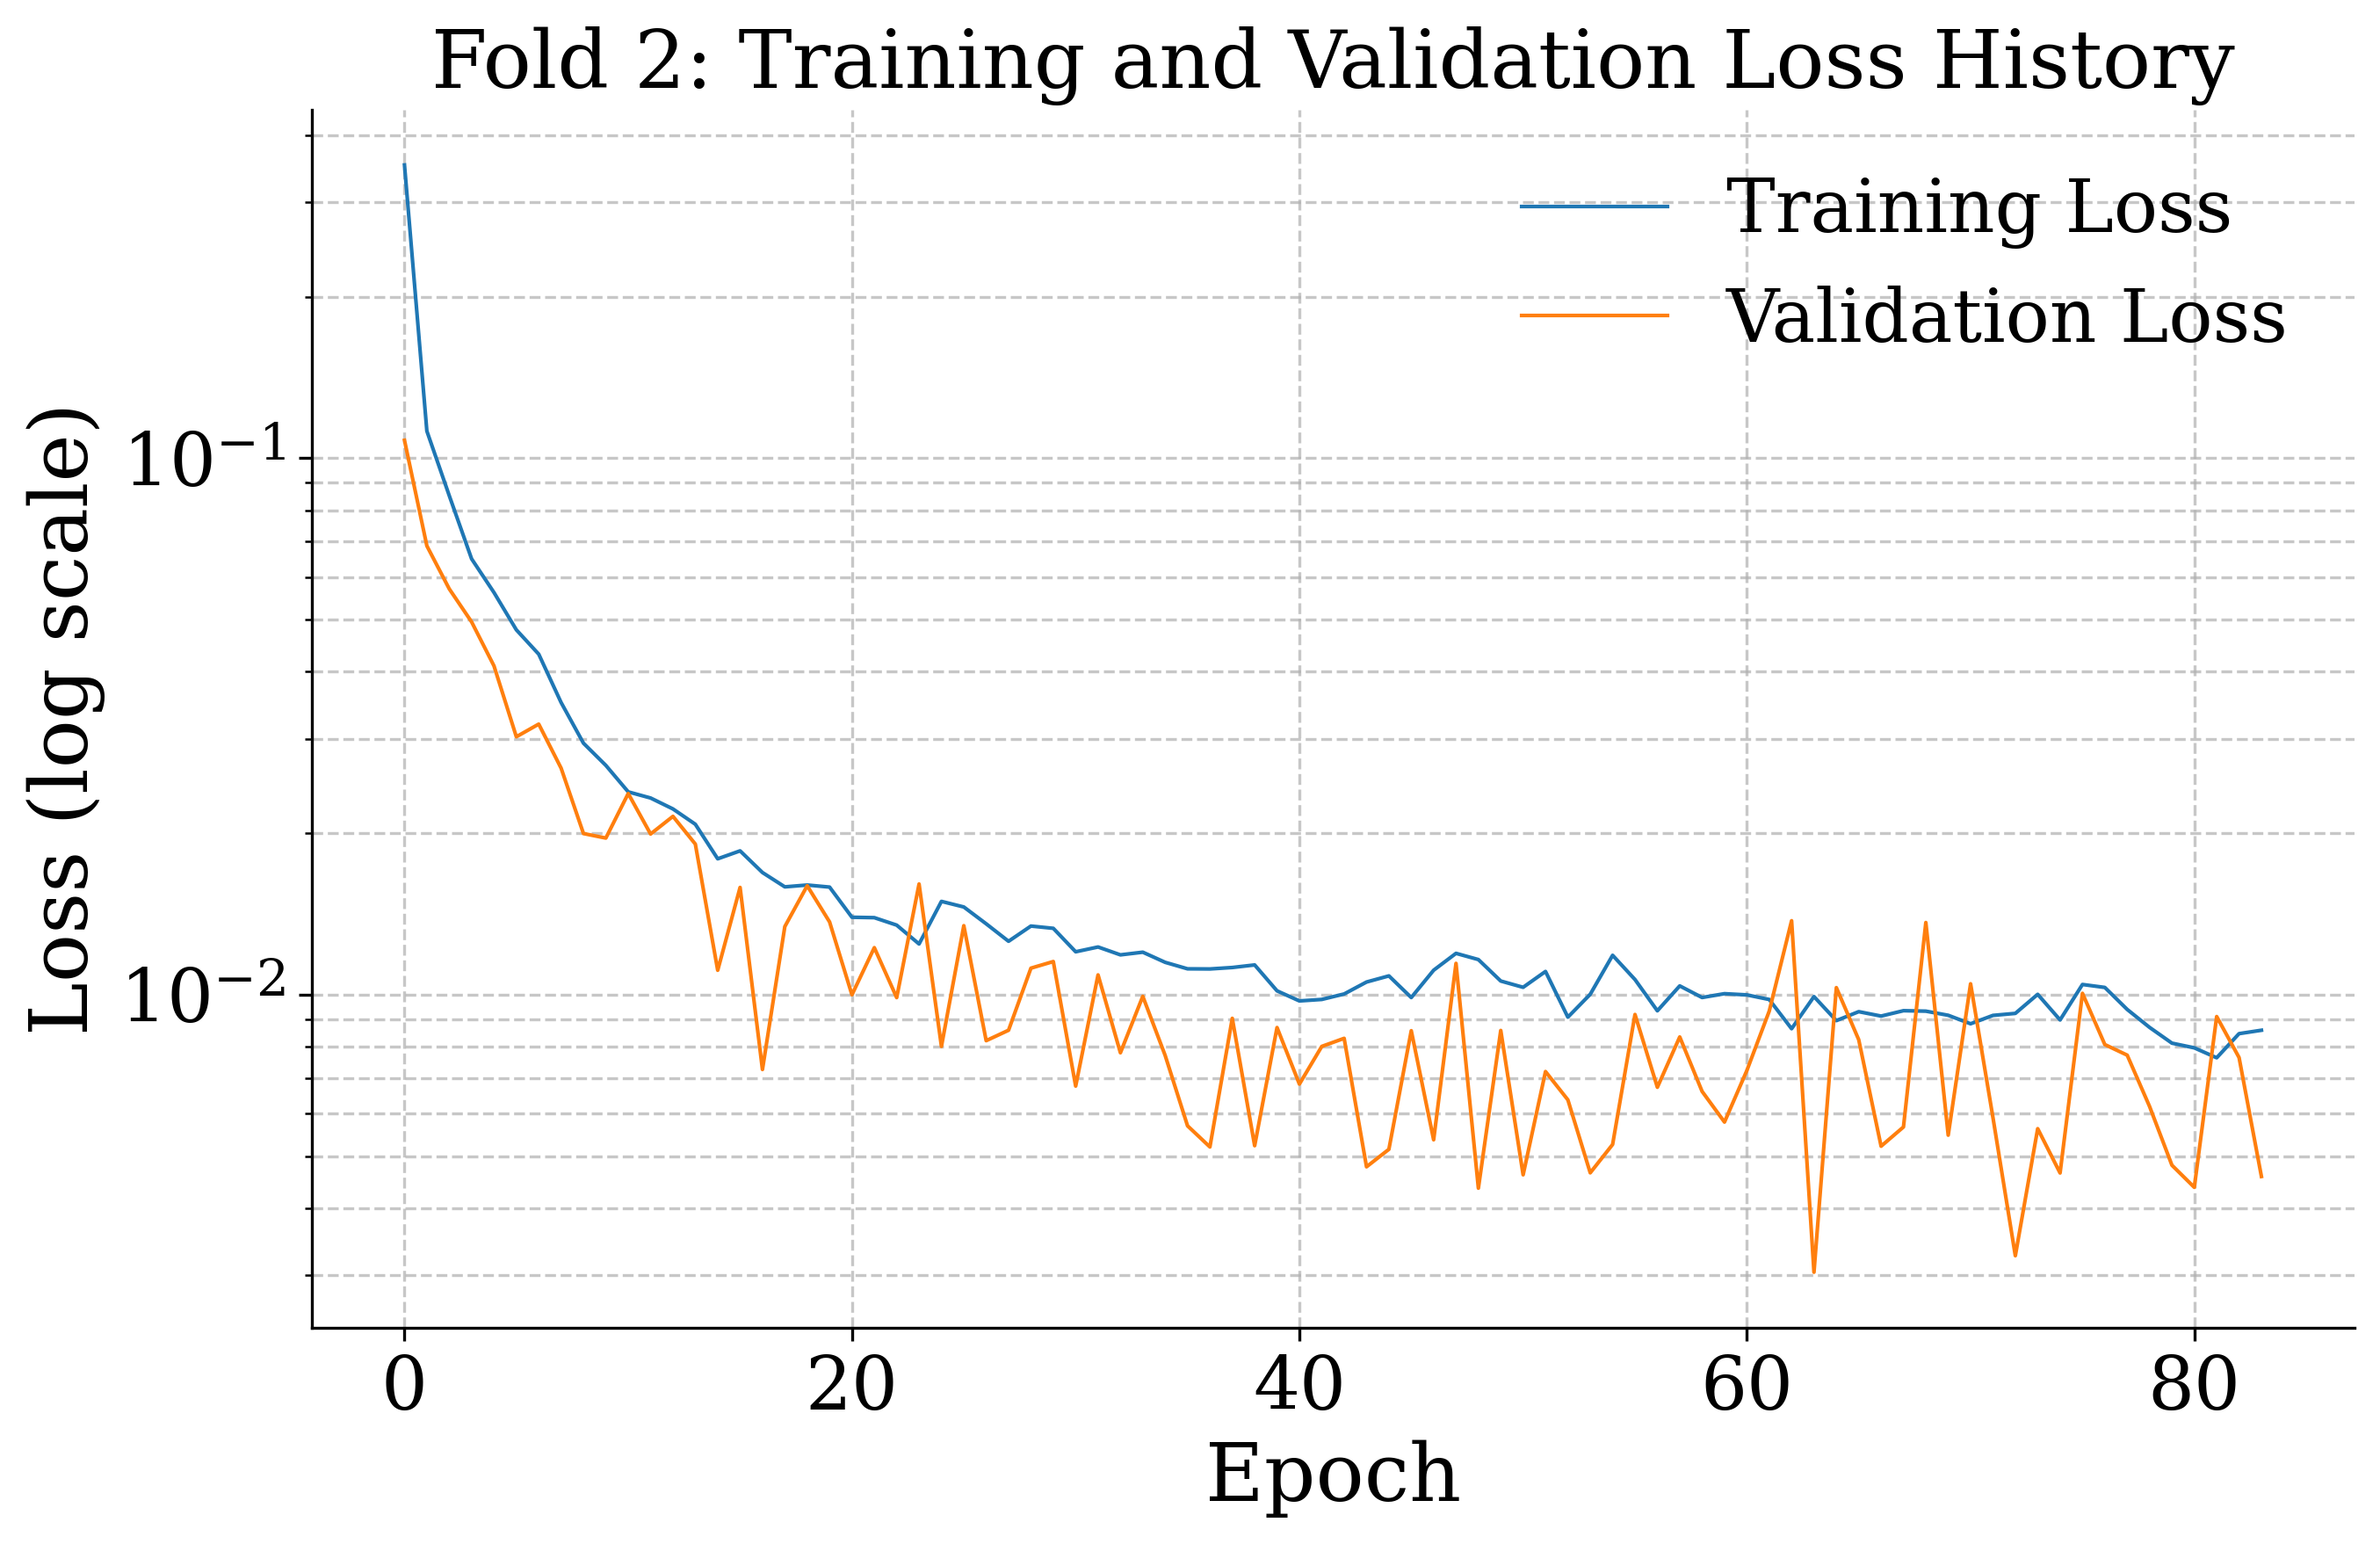 Fold 2: Training and Validation Loss History
Training Loss
Validation Loss
Loss (log scale)
10⁻¹
10⁻²
0 20 40 60 80
Epoch